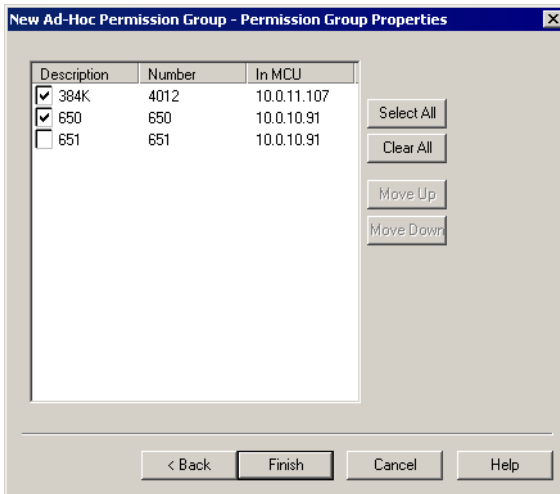 New Ad-Hoc Permission Group - Permission Group Properties
Description Number In MCU
384K 4012 10.0.11.107
650 650 10.0.10.91
651 651 10.0.10.91
Select All
Clear All
Move Up
Move Down
< Back Finish Cancel Help